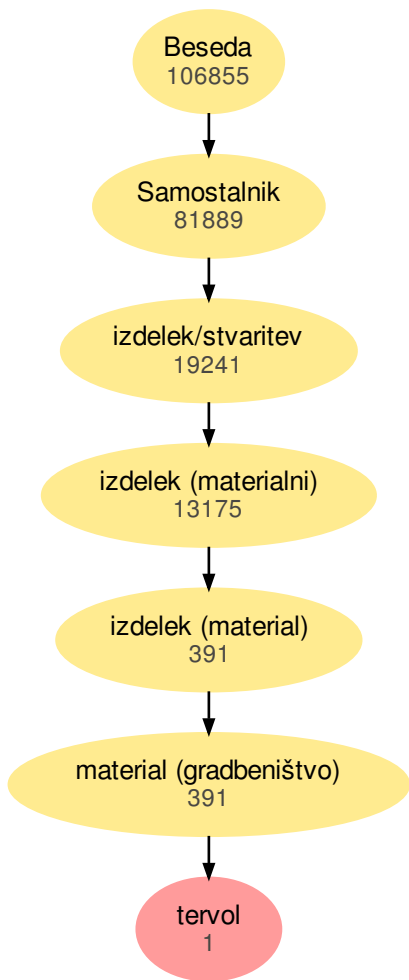 Beseda
106855
Samostalnik
81889
izdelek/stvaritev
19241
izdelek (materialni)
13175
izdelek (material)
391
material (gradbeništvo)
391
tervol
1